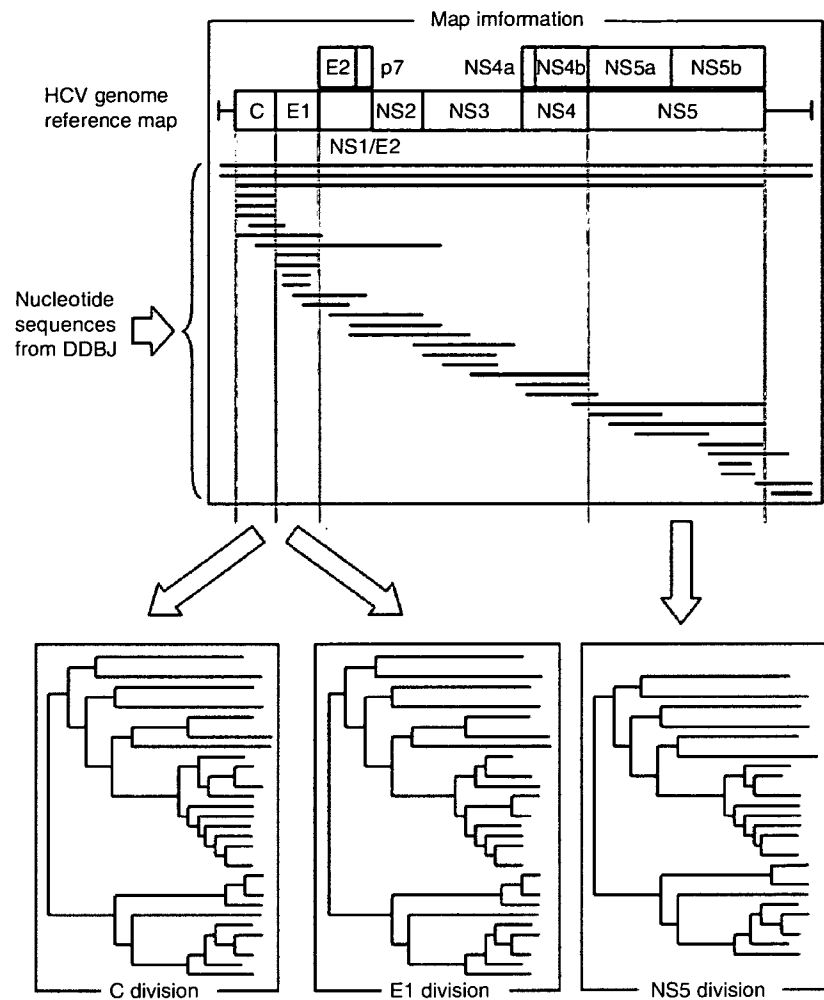 Map imformation
E2
p7
NS4a
NS4b
NS5a
NS5b
HCV genome
reference map
C
E1
NS2
NS3
NS4
NS5
NS1/E2
Nucleotide
sequences
from DDBJ
C division
E1 division
NS5 division